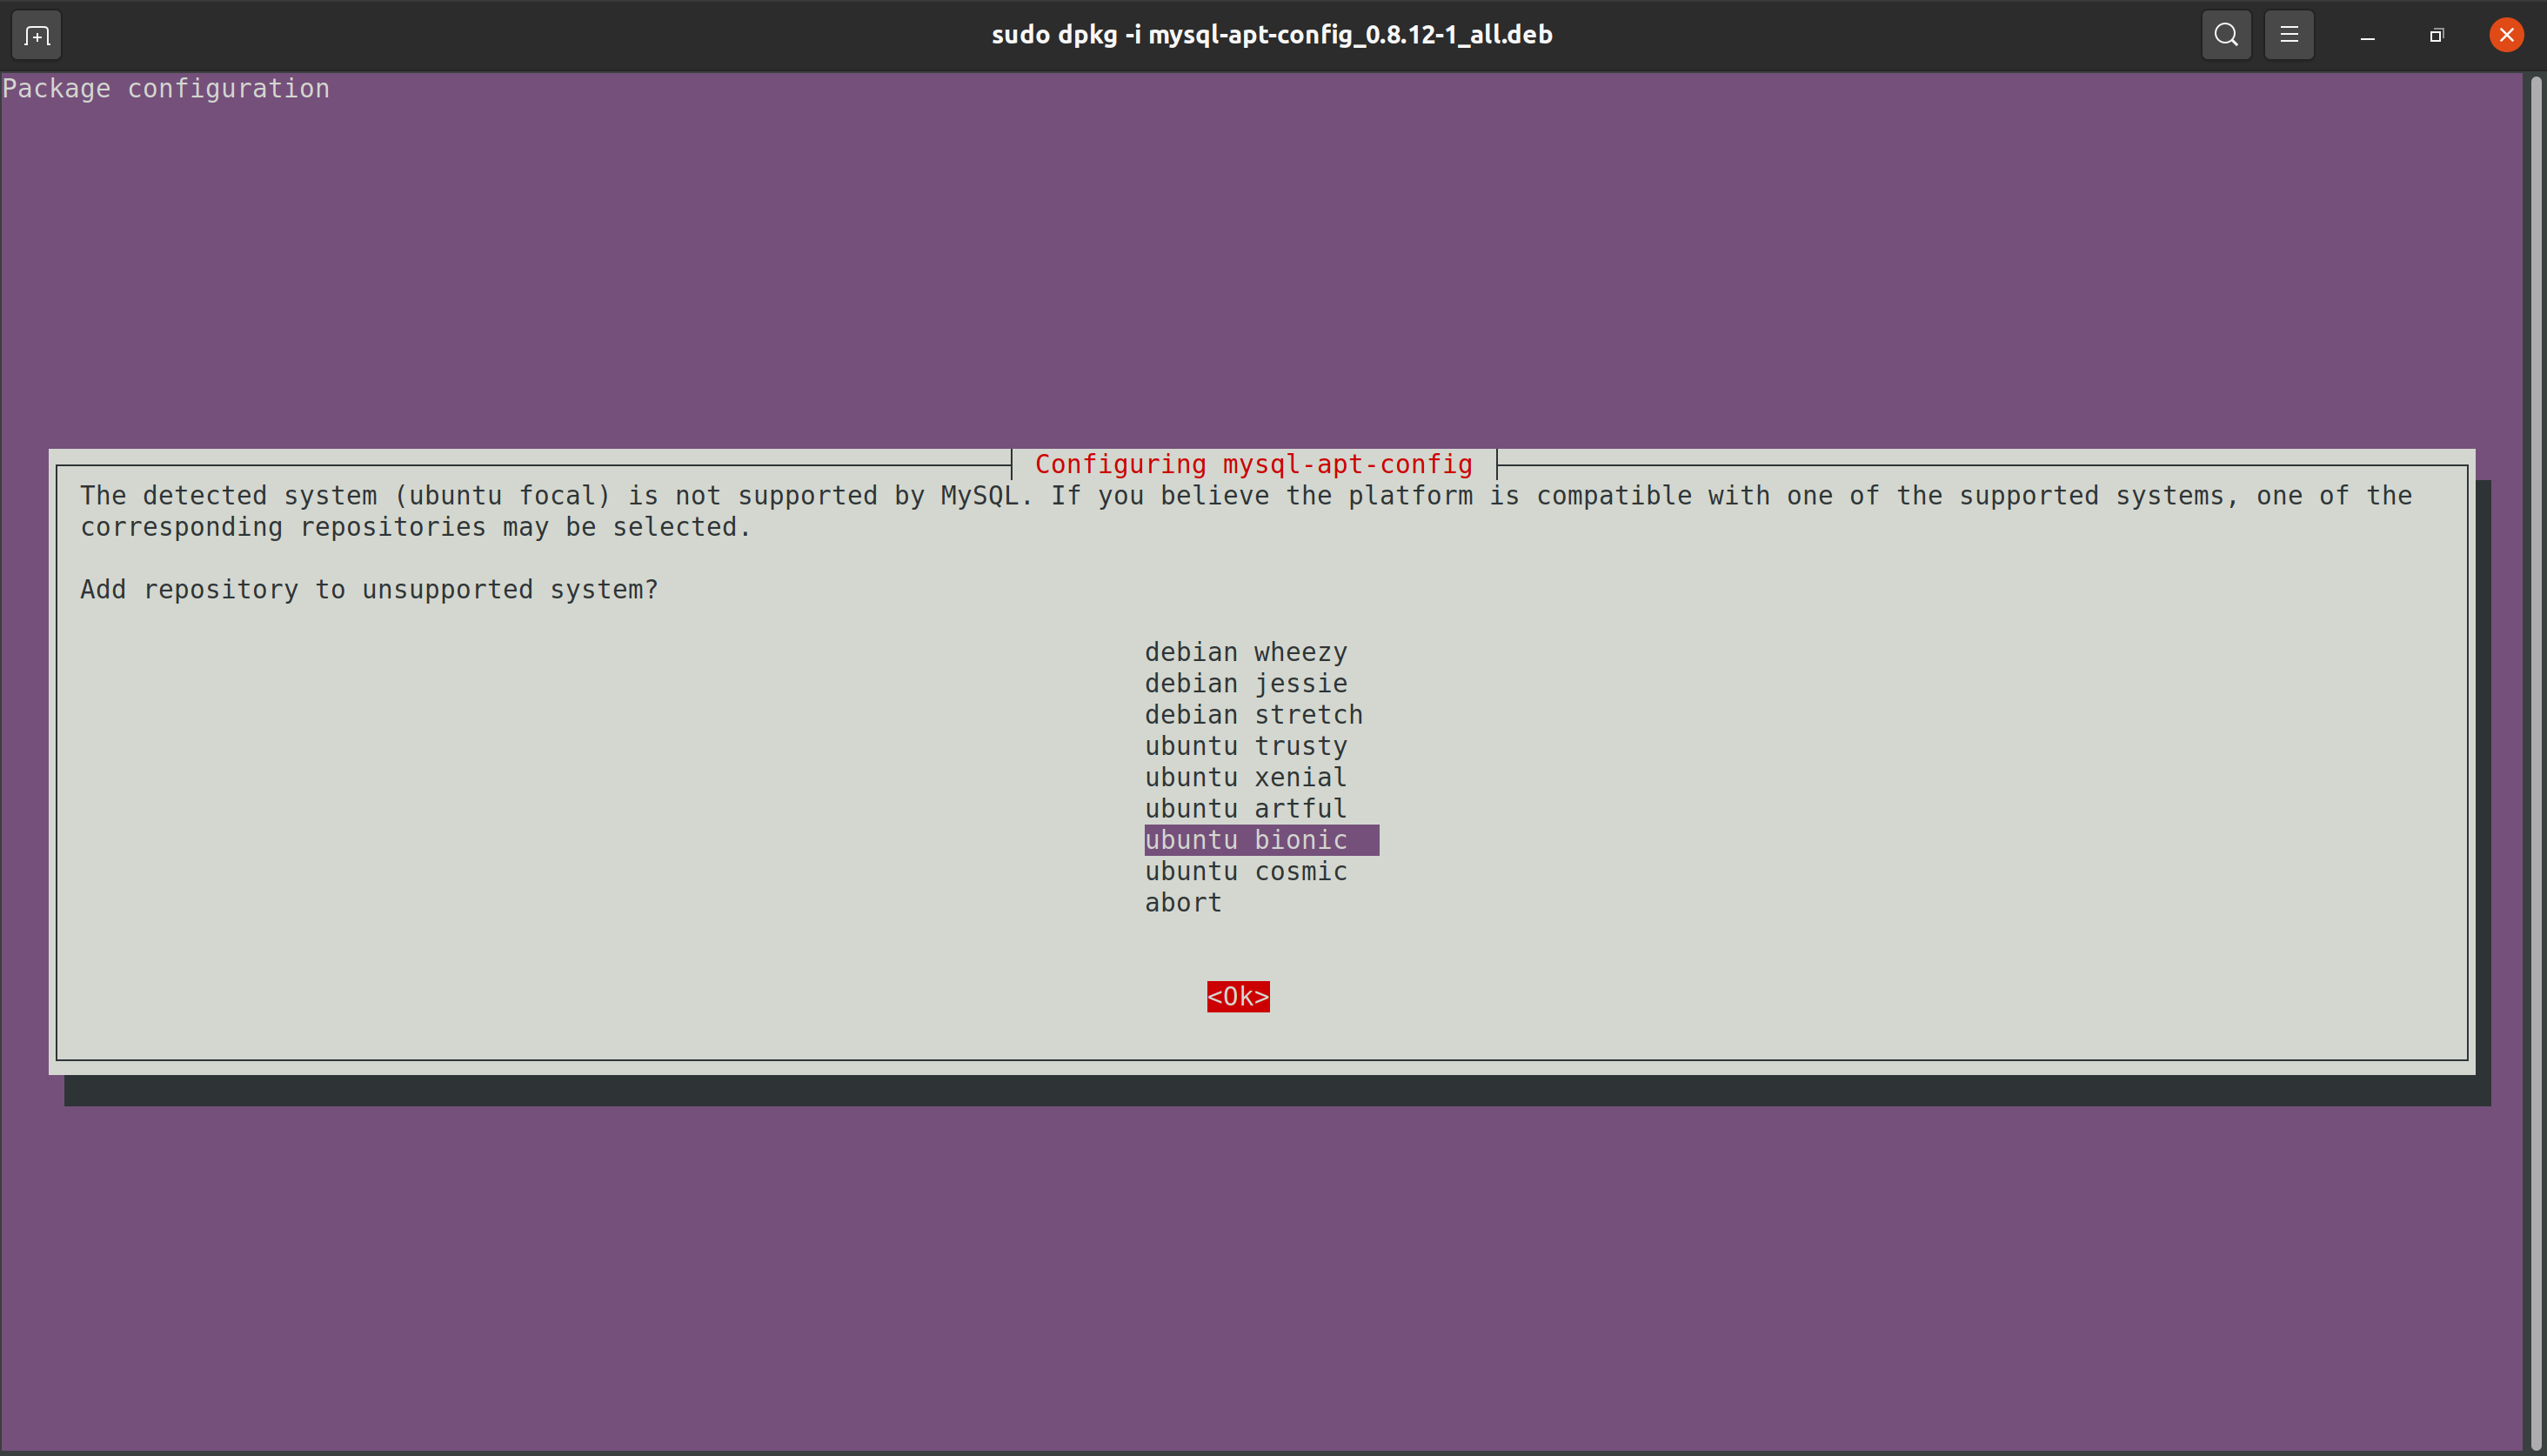 sudo dpkg -i mysql-apt-config_0.8.12-1_all.deb
Package configuration
Configuring mysql-apt-config
The detected system (ubuntu focal) is not supported by MySQL. If you believe the platform is compatible with one of the supported systems, one of the
corresponding repositories may be selected.
Add repository to unsupported system?
debian wheezy
debian jessie
debian stretch
ubuntu trusty
ubuntu xenial
ubuntu artful
ubuntu bionic
ubuntu cosmic
abort
<Ok>